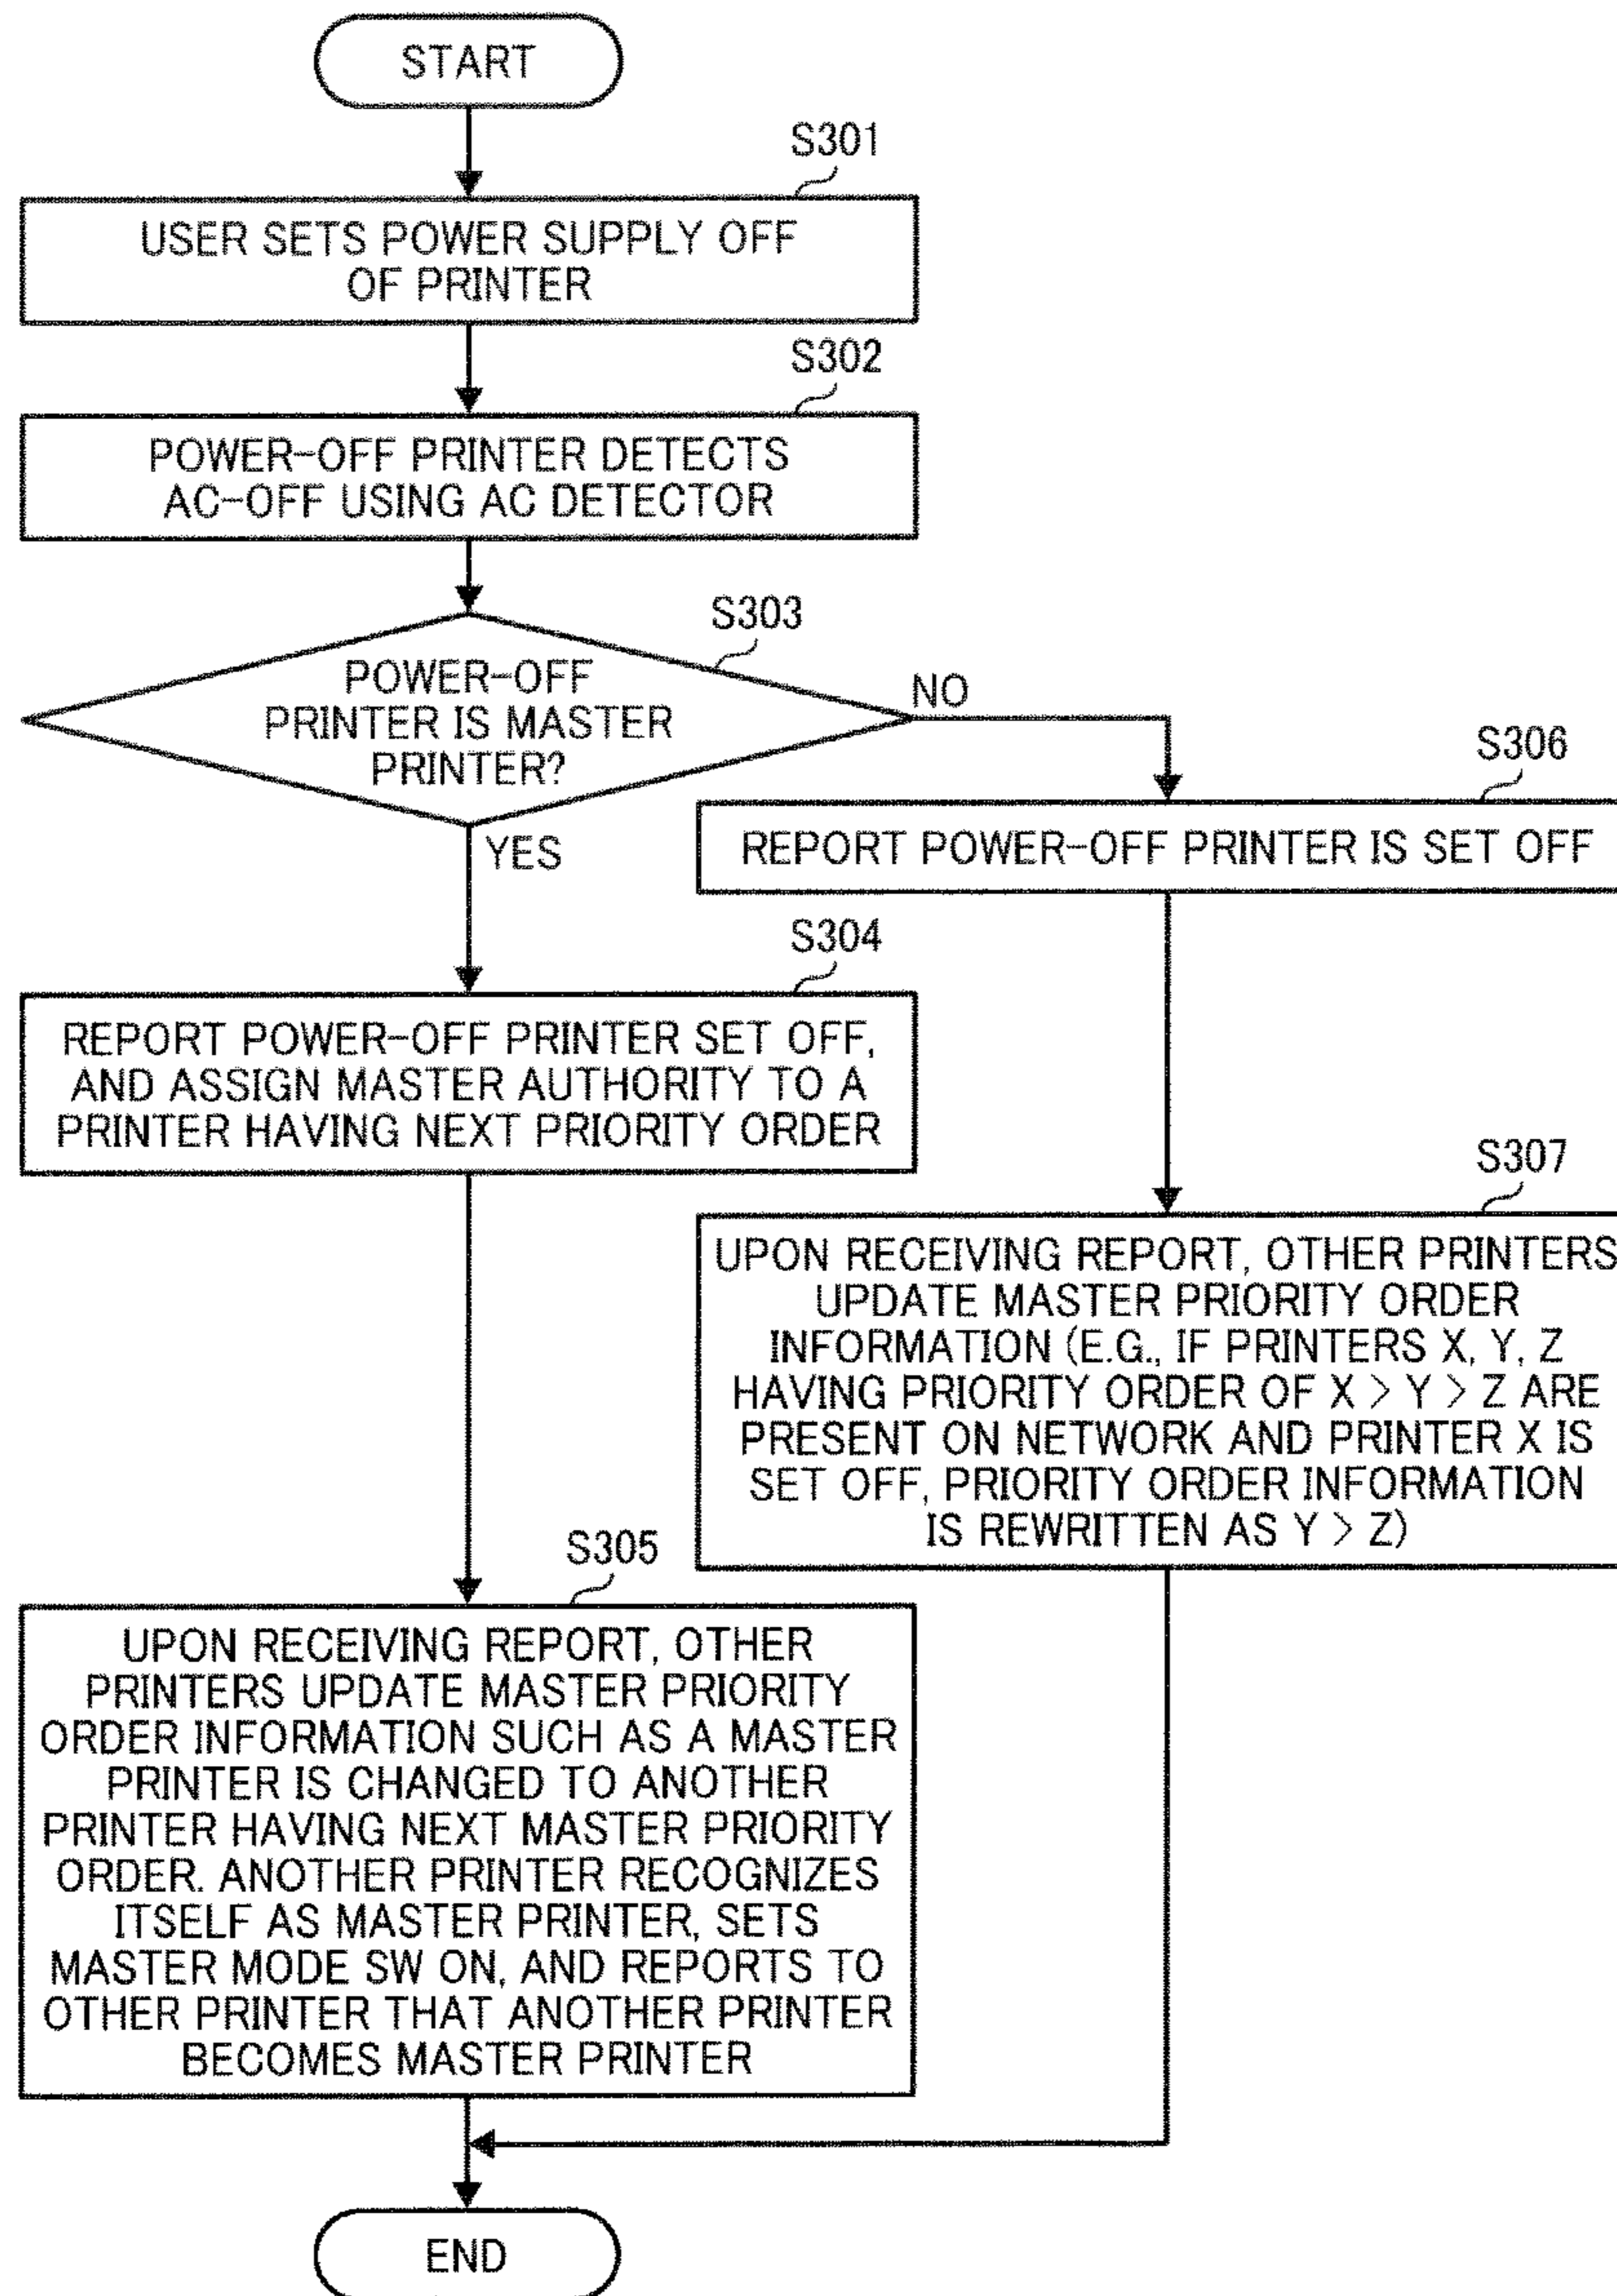 START
S301
USER SETS POWER SUPPLY OFF
OF PRINTER
S302
POWER-OFF PRINTER DETECTS
AC-OFF USING AC DETECTOR
S303
POWER-OFF
PRINTER IS MASTER
PRINTER?
NO
YES
S306
REPORT POWER-OFF PRINTER IS SET OFF
S304
REPORT POWER-OFF PRINTER SET OFF,
AND ASSIGN MASTER AUTHORITY TO A
PRINTER HAVING NEXT PRIORITY ORDER
S307
UPON RECEIVING REPORT, OTHER PRINTERS
UPDATE MASTER PRIORITY ORDER
INFORMATION (E.G., IF PRINTERS X, Y, Z
HAVING PRIORITY ORDER OF X > Y > Z ARE
PRESENT ON NETWORK AND PRINTER X IS
SET OFF, PRIORITY ORDER INFORMATION
IS REWRITTEN AS Y > Z)
S305
UPON RECEIVING REPORT, OTHER
PRINTERS UPDATE MASTER PRIORITY
ORDER INFORMATION SUCH AS A MASTER
PRINTER IS CHANGED TO ANOTHER
PRINTER HAVING NEXT MASTER PRIORITY
ORDER. ANOTHER PRINTER RECOGNIZES
ITSELF AS MASTER PRINTER, SETS
MASTER MODE SW ON, AND REPORTS TO
OTHER PRINTER THAT ANOTHER PRINTER
BECOMES MASTER PRINTER
END